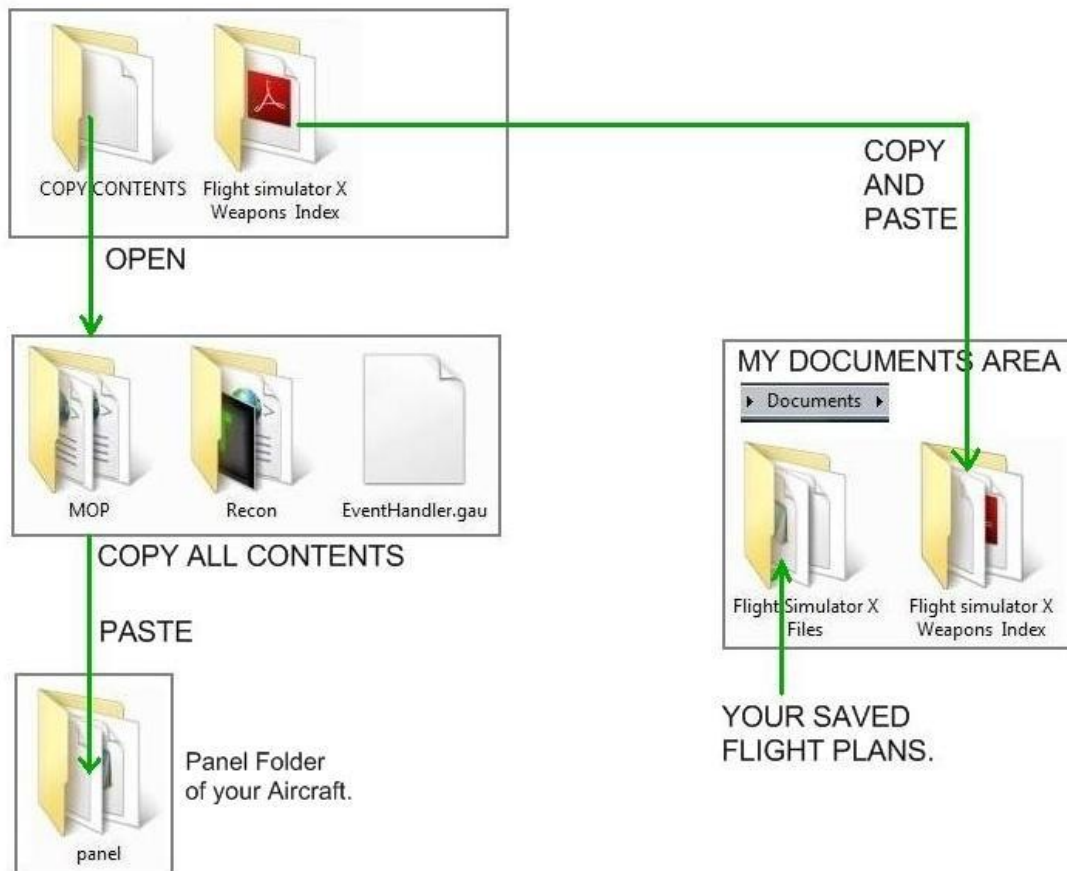 COPY CONTENTS
Flight simulator X
Weapons Index
OPEN
COPY
AND
PASTE
MOP
Recon
EventHandler.gau
COPY ALL CONTENTS
PASTE
panel
Panel Folder
of your Aircraft.
MY DOCUMENTS AREA
Documents
Flight Simulator X
Files
Flight simulator X
Weapons Index
YOUR SAVED
FLIGHT PLANS.